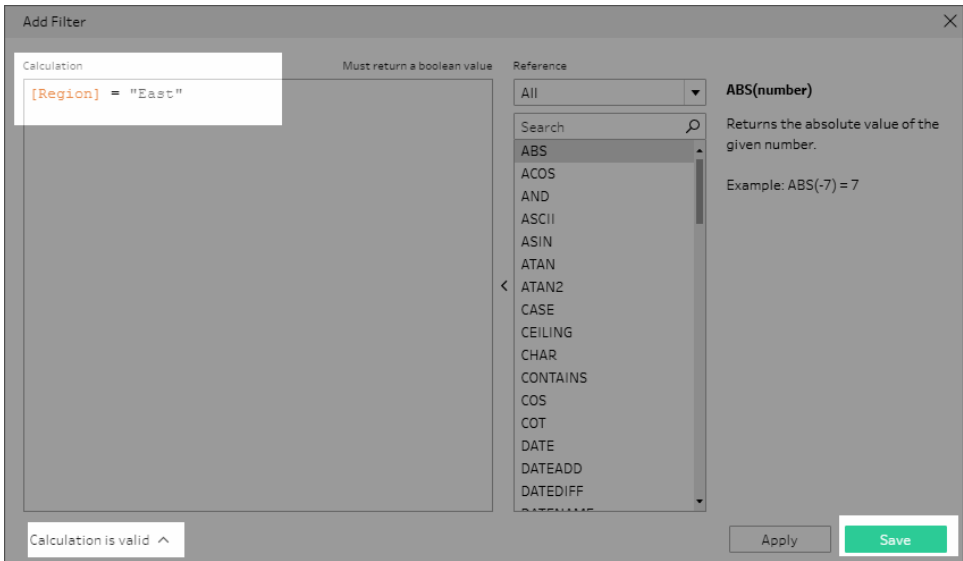 Add Filter
Calculation
Must return a boolean value
[Region] = "East"
Reference
All
Search
ABS
ACOS
AND
ASCII
ASIN
ATAN
ATAN2
CASE
CEILING
CHAR
CONTAINS
COS
COT
DATE
DATEADD
DATEDIFF
DATENAME
ABS(number)
Returns the absolute value of the
given number.
Example: ABS(-7) = 7
Calculation is valid
Apply
Save